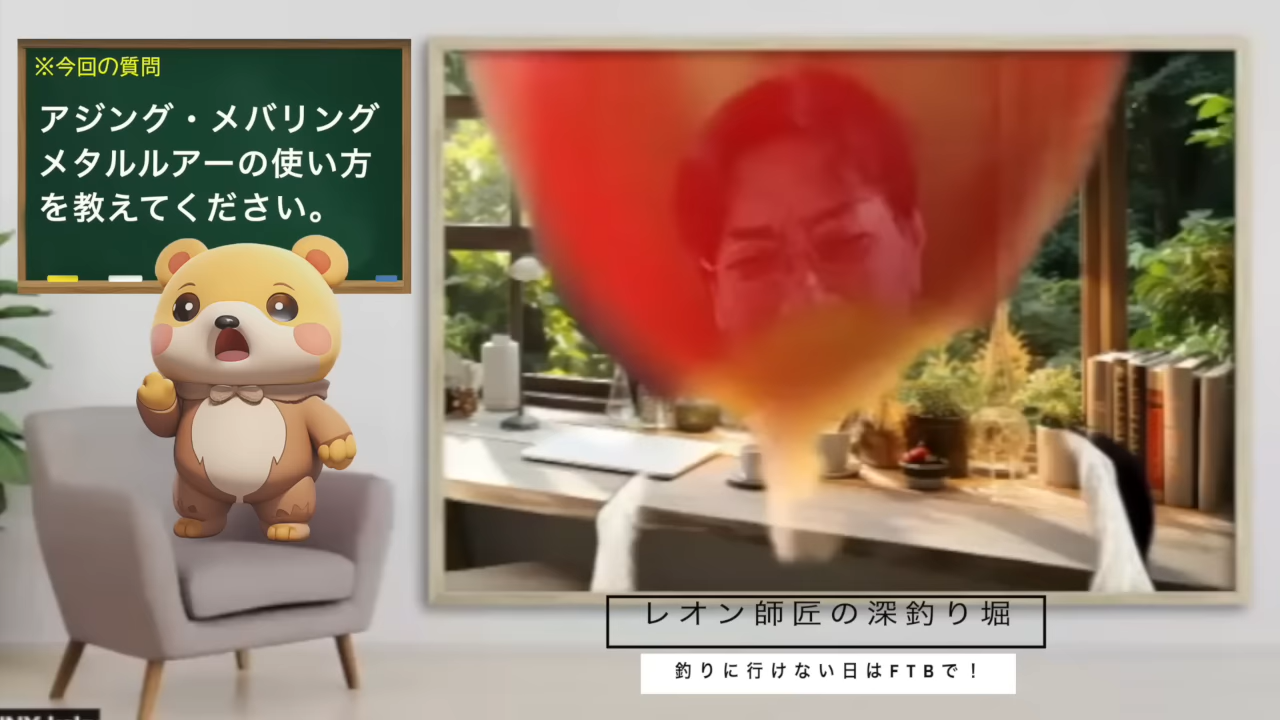 ※今回の質問
アジング・メバリング
メタルルアーの使い方
を教えてください。
レオン師匠の深釣り堀
釣りに行けない日はFTBで！